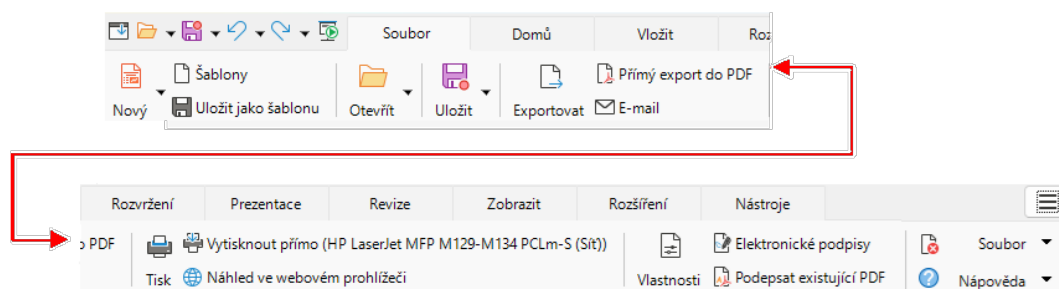 Soubor Domů Vložit Roz
Šablony Přímý export do PDF
Nový Uložit jako šablonu Otevřít Uložit Exportovat E-mail
Rozvržení Prezentace Revize Zobrazit Rozšíření Nástroje
o PDF Vytisknout přímo (HP LaserJet MFP M129-M134 PCLm-S (Síť)) Elektronické podpisy Soubor
Tisk Náhled ve webovém prohlížeči Vlastnosti Podepsat existující PDF Nápověda